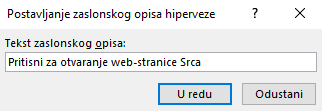 Postavljanje zaslonskog opisa hiperveze ? ×
Tekst zaslonskog opisa:
Pritisni za otvaranje web-stranice Srca
U redu Odustani